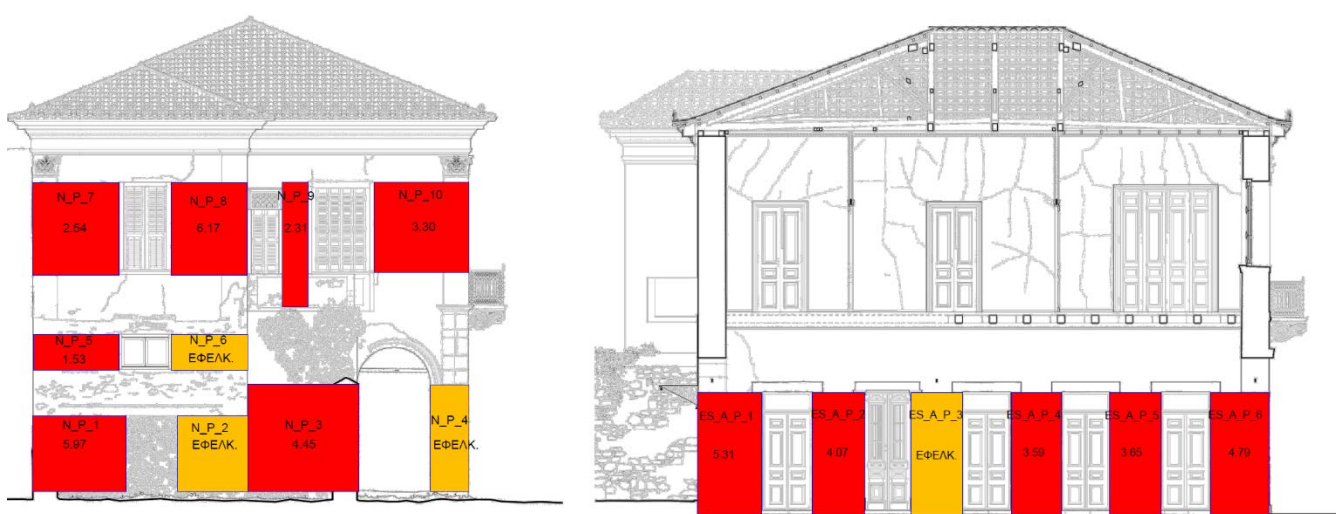 N_P_7
2.54
N_P_8
6.17
N_P_9
2.31
N_P_10
3.30
N_P_5
1.53
N_P_6
ΕΦΕΛΚ.
N_P_1
5.97
N_P_2
ΕΦΕΛΚ.
N_P_3
4.45
N_P_4
ΕΦΕΛΚ.
ES_A_P_1
5.31
ES_A_P_2
4.07
ES_A_P_3
ΕΦΕΛΚ.
ES_A_P_4
3.59
ES_A_P_5
3.65
ES_A_P_6
4.79